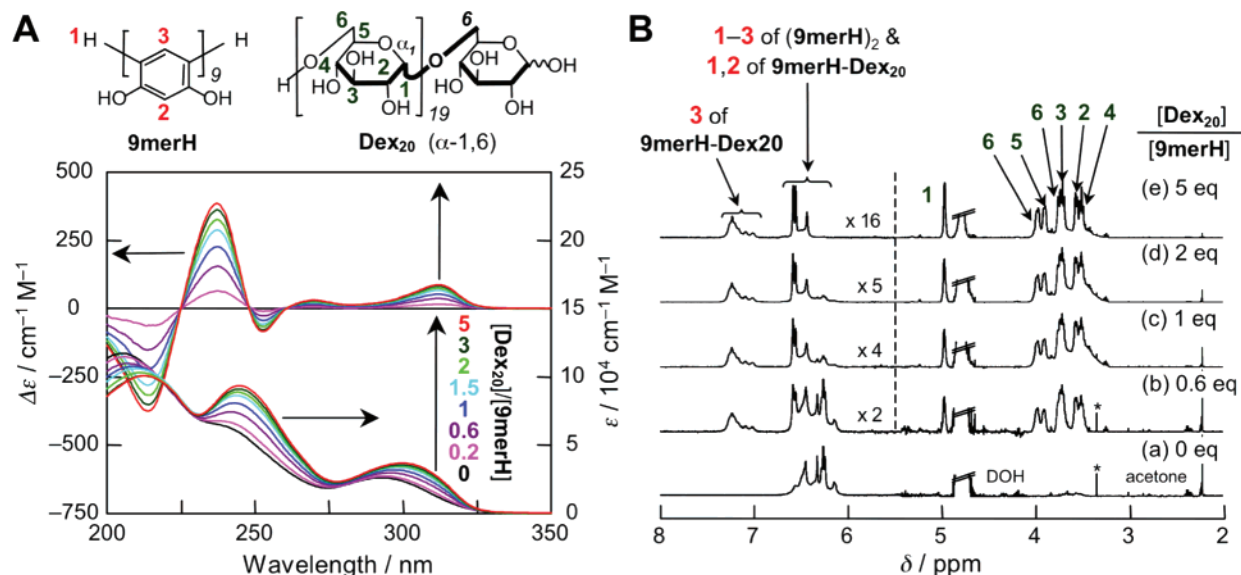 A
1
H
3
H
9
HO
OH
2
9merH
6
5
O
α1
6
H
O
4
OH
HO
2
3
1
OH
19
O
O
OH
HO
OH
OH
Dex20 (α-1,6)
500
250
0
−250
−500
−750
Δε / cm−1 M−1
25
20
15
10
5
0
ε / 10⁴ cm−1 M−1
5
3
2
1.5
1
0.6
0.2
0
[Dex20]/[9merH]
200
250
300
350
Wavelength / nm
B
1–3 of (9merH)2 &
1,2 of 9merH-Dex20
3 of
9merH-Dex20
6
5
6
3
2
4
[Dex20]
[9merH]
1
x 16
(e) 5 eq
x 5
(d) 2 eq
x 4
(c) 1 eq
x 2
(b) 0.6 eq
*
(a) 0 eq
DOH
*
acetone
8
7
6
5
4
3
2
δ / ppm